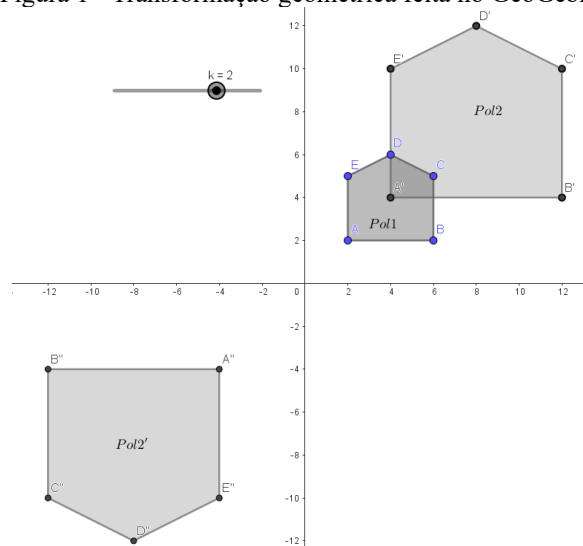 Figura 1 - Transformação geométrica feita no GeoGeb
k = 2
12
D'
E'
C'
10
Pol2
8
6
D
E
C
A'
B'
4
Pol1
A
B
2
-12 -10 -8 -6 -4 -2 0 2 4 6 8 10 12
-2
B" A"
-4
-6
Pol2'
-8
C" E"
-10
D"
-12